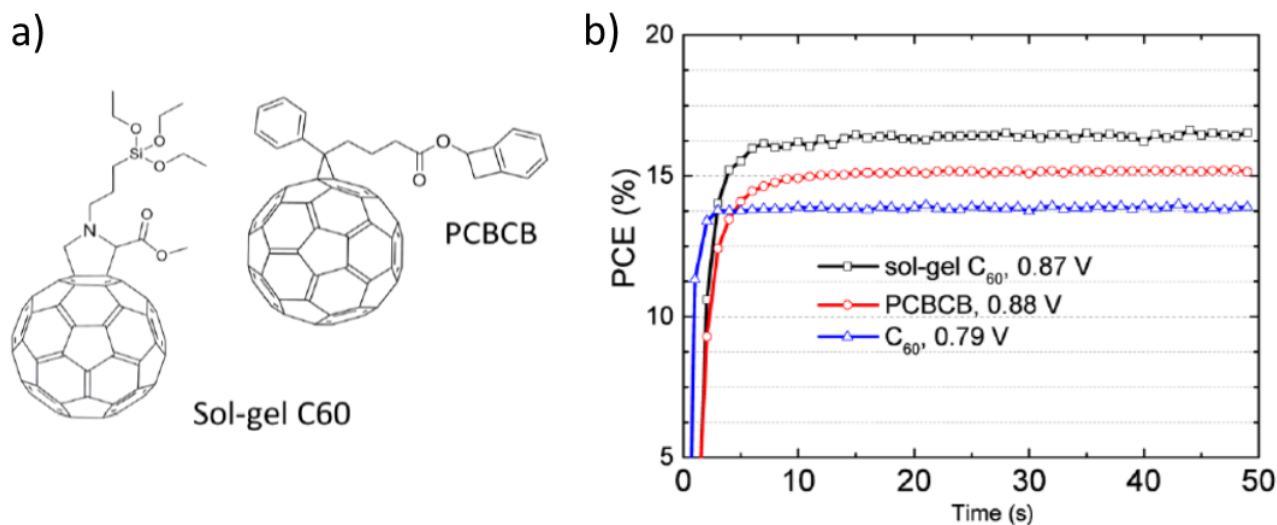 a)
Si
O
O
O
N
O
O
Sol-gel C60
O
O
PCBCB
b)
PCE (%)
20
15
10
5
sol-gel C₆₀, 0.87 V
PCBCB, 0.88 V
C₆₀, 0.79 V
0 10 20 30 40 50
Time (s)